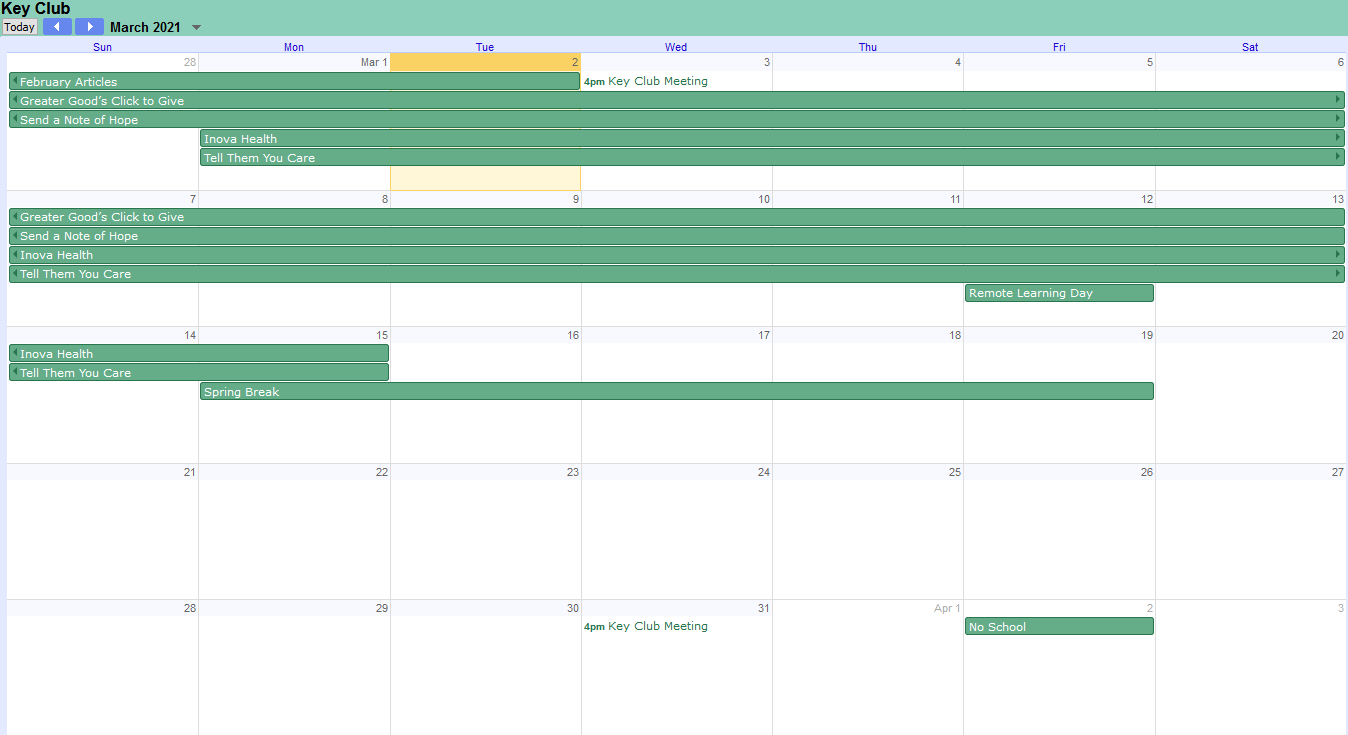 Key Club
Today March 2021
Sun Mon Tue Wed Thu Fri Sat
28 Mar 1 2 3 4 5 6
February Articles 4pm Key Club Meeting
Greater Good's Click to Give
Send a Note of Hope
Inova Health
Tell Them You Care
7 8 9 10 11 12 13
Greater Good's Click to Give
Send a Note of Hope
Inova Health
Tell Them You Care
Remote Learning Day
14 15 16 17 18 19 20
Inova Health
Tell Them You Care
Spring Break
21 22 23 24 25 26 27
28 29 30 31 Apr 1 2 3
4pm Key Club Meeting No School